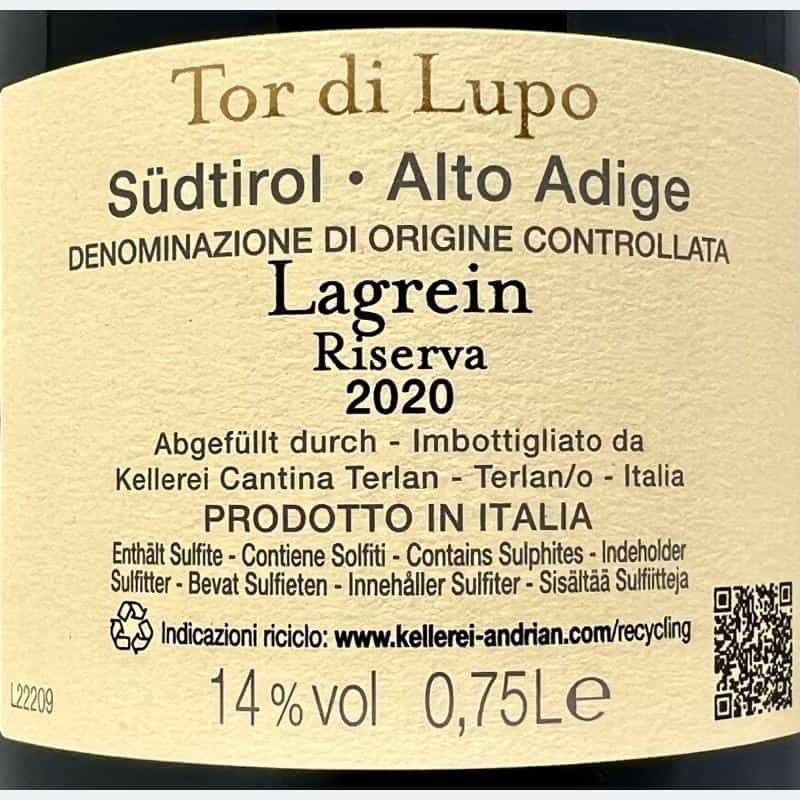 Tor di Lupo
Südtirol • Alto Adige
DENOMINAZIONE DI ORIGINE CONTROLLATA
Lagrein
Riserva
2020
Abgefüllt durch - Imbottigliato da
Kellerei Cantina Terlan - Terlan/o - Italia
PRODOTTO IN ITALIA
Enthält Sulfite - Contiene Solfiti - Contains Sulphites - Indeholder
Sulfitter - Bevat Sulfieten - Innehåller Sulfiter - Sisältää Sulfiitteja
Indicazioni riciclo: www.kellerei-andrian.com/recycling
L22209
14 % vol 0,75L e